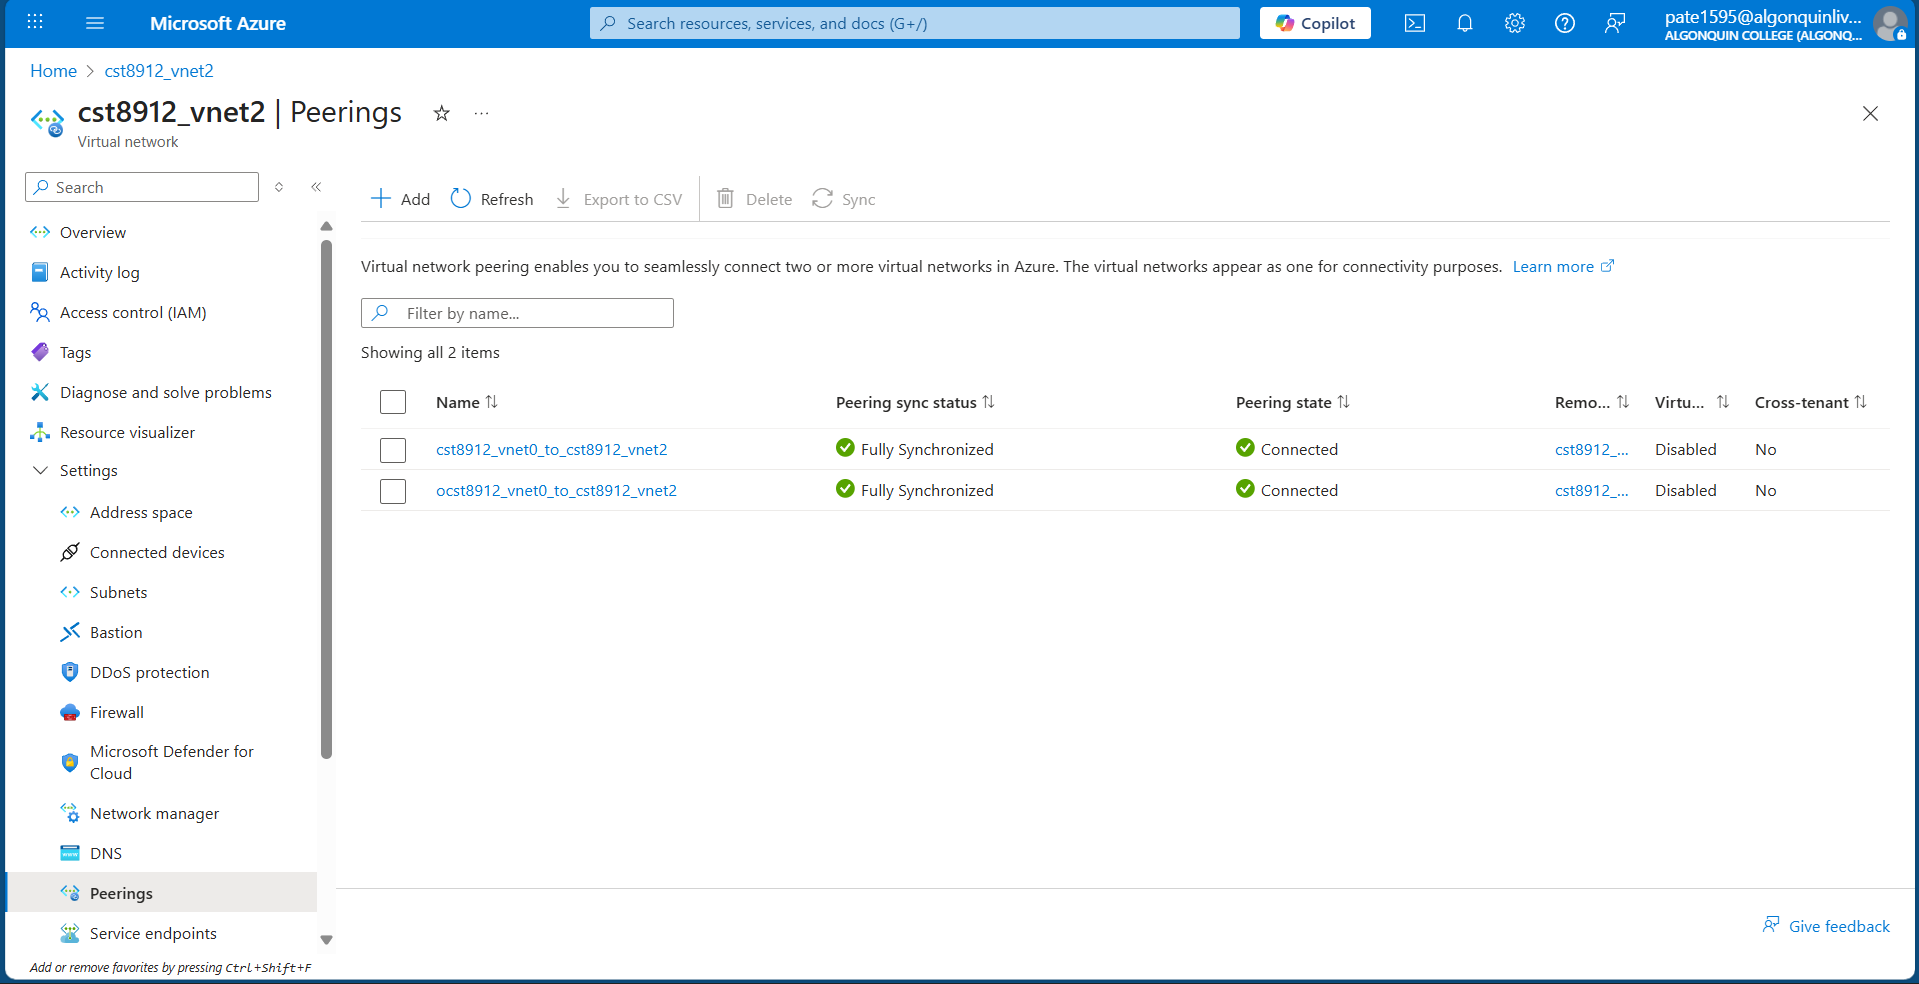 Microsoft Azure
Search resources, services, and docs (G+/)
Copilot
pate1595@algonquinliv...
ALGONQUIN COLLEGE (ALGONQ...
Home > cst8912_vnet2
cst8912_vnet2 | Peerings
Virtual network
Search
Add
Refresh
Export to CSV
Delete
Sync
Overview
Activity log
Access control (IAM)
Tags
Diagnose and solve problems
Resource visualizer
Settings
Address space
Connected devices
Subnets
Bastion
DDoS protection
Firewall
Microsoft Defender for
Cloud
Network manager
DNS
Peerings
Service endpoints
Add or remove favorites by pressing Ctrl+Shift+F
Virtual network peering enables you to seamlessly connect two or more virtual networks in Azure. The virtual networks appear as one for connectivity purposes. Learn more
Filter by name...
Showing all 2 items
Name Peering sync status Peering state Remo... Virtu... Cross-tenant
cst8912_vnet0_to_cst8912_vnet2 Fully Synchronized Connected cst8912_... Disabled No
ocst8912_vnet0_to_cst8912_vnet2 Fully Synchronized Connected cst8912_... Disabled No
Give feedback